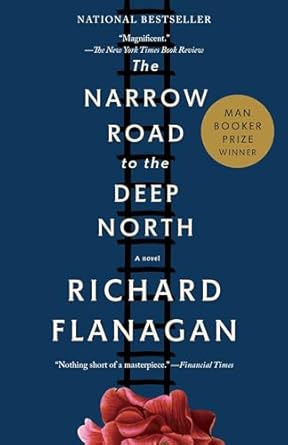 NATIONAL BESTSELLER
"Magnificent."
—The New York Times Book Review
The
NARROW
ROAD
to the
DEEP
NORTH
MAN
BOOKER
PRIZE
WINNER
A novel
RICHARD
FLANAGAN
"Nothing short of a masterpiece."—Financial Times